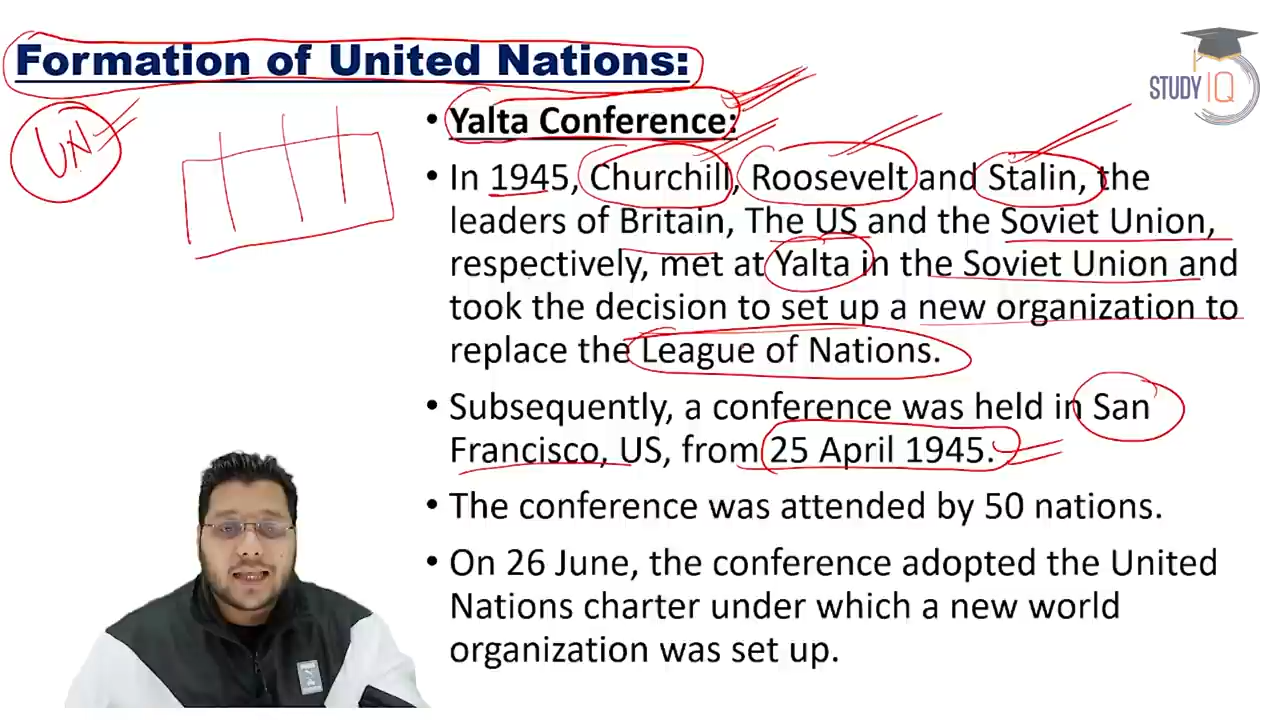 Formation of United Nations:
STUDY IQ
UN
• Yalta Conference:
• In 1945, Churchill, Roosevelt and Stalin, the
leaders of Britain, The US and the Soviet Union,
respectively, met at Yalta in the Soviet Union and
took the decision to set up a new organization to
replace the League of Nations.
• Subsequently, a conference was held in San
Francisco, US, from 25 April 1945.
• The conference was attended by 50 nations.
• On 26 June, the conference adopted the United
Nations charter under which a new world
organization was set up.